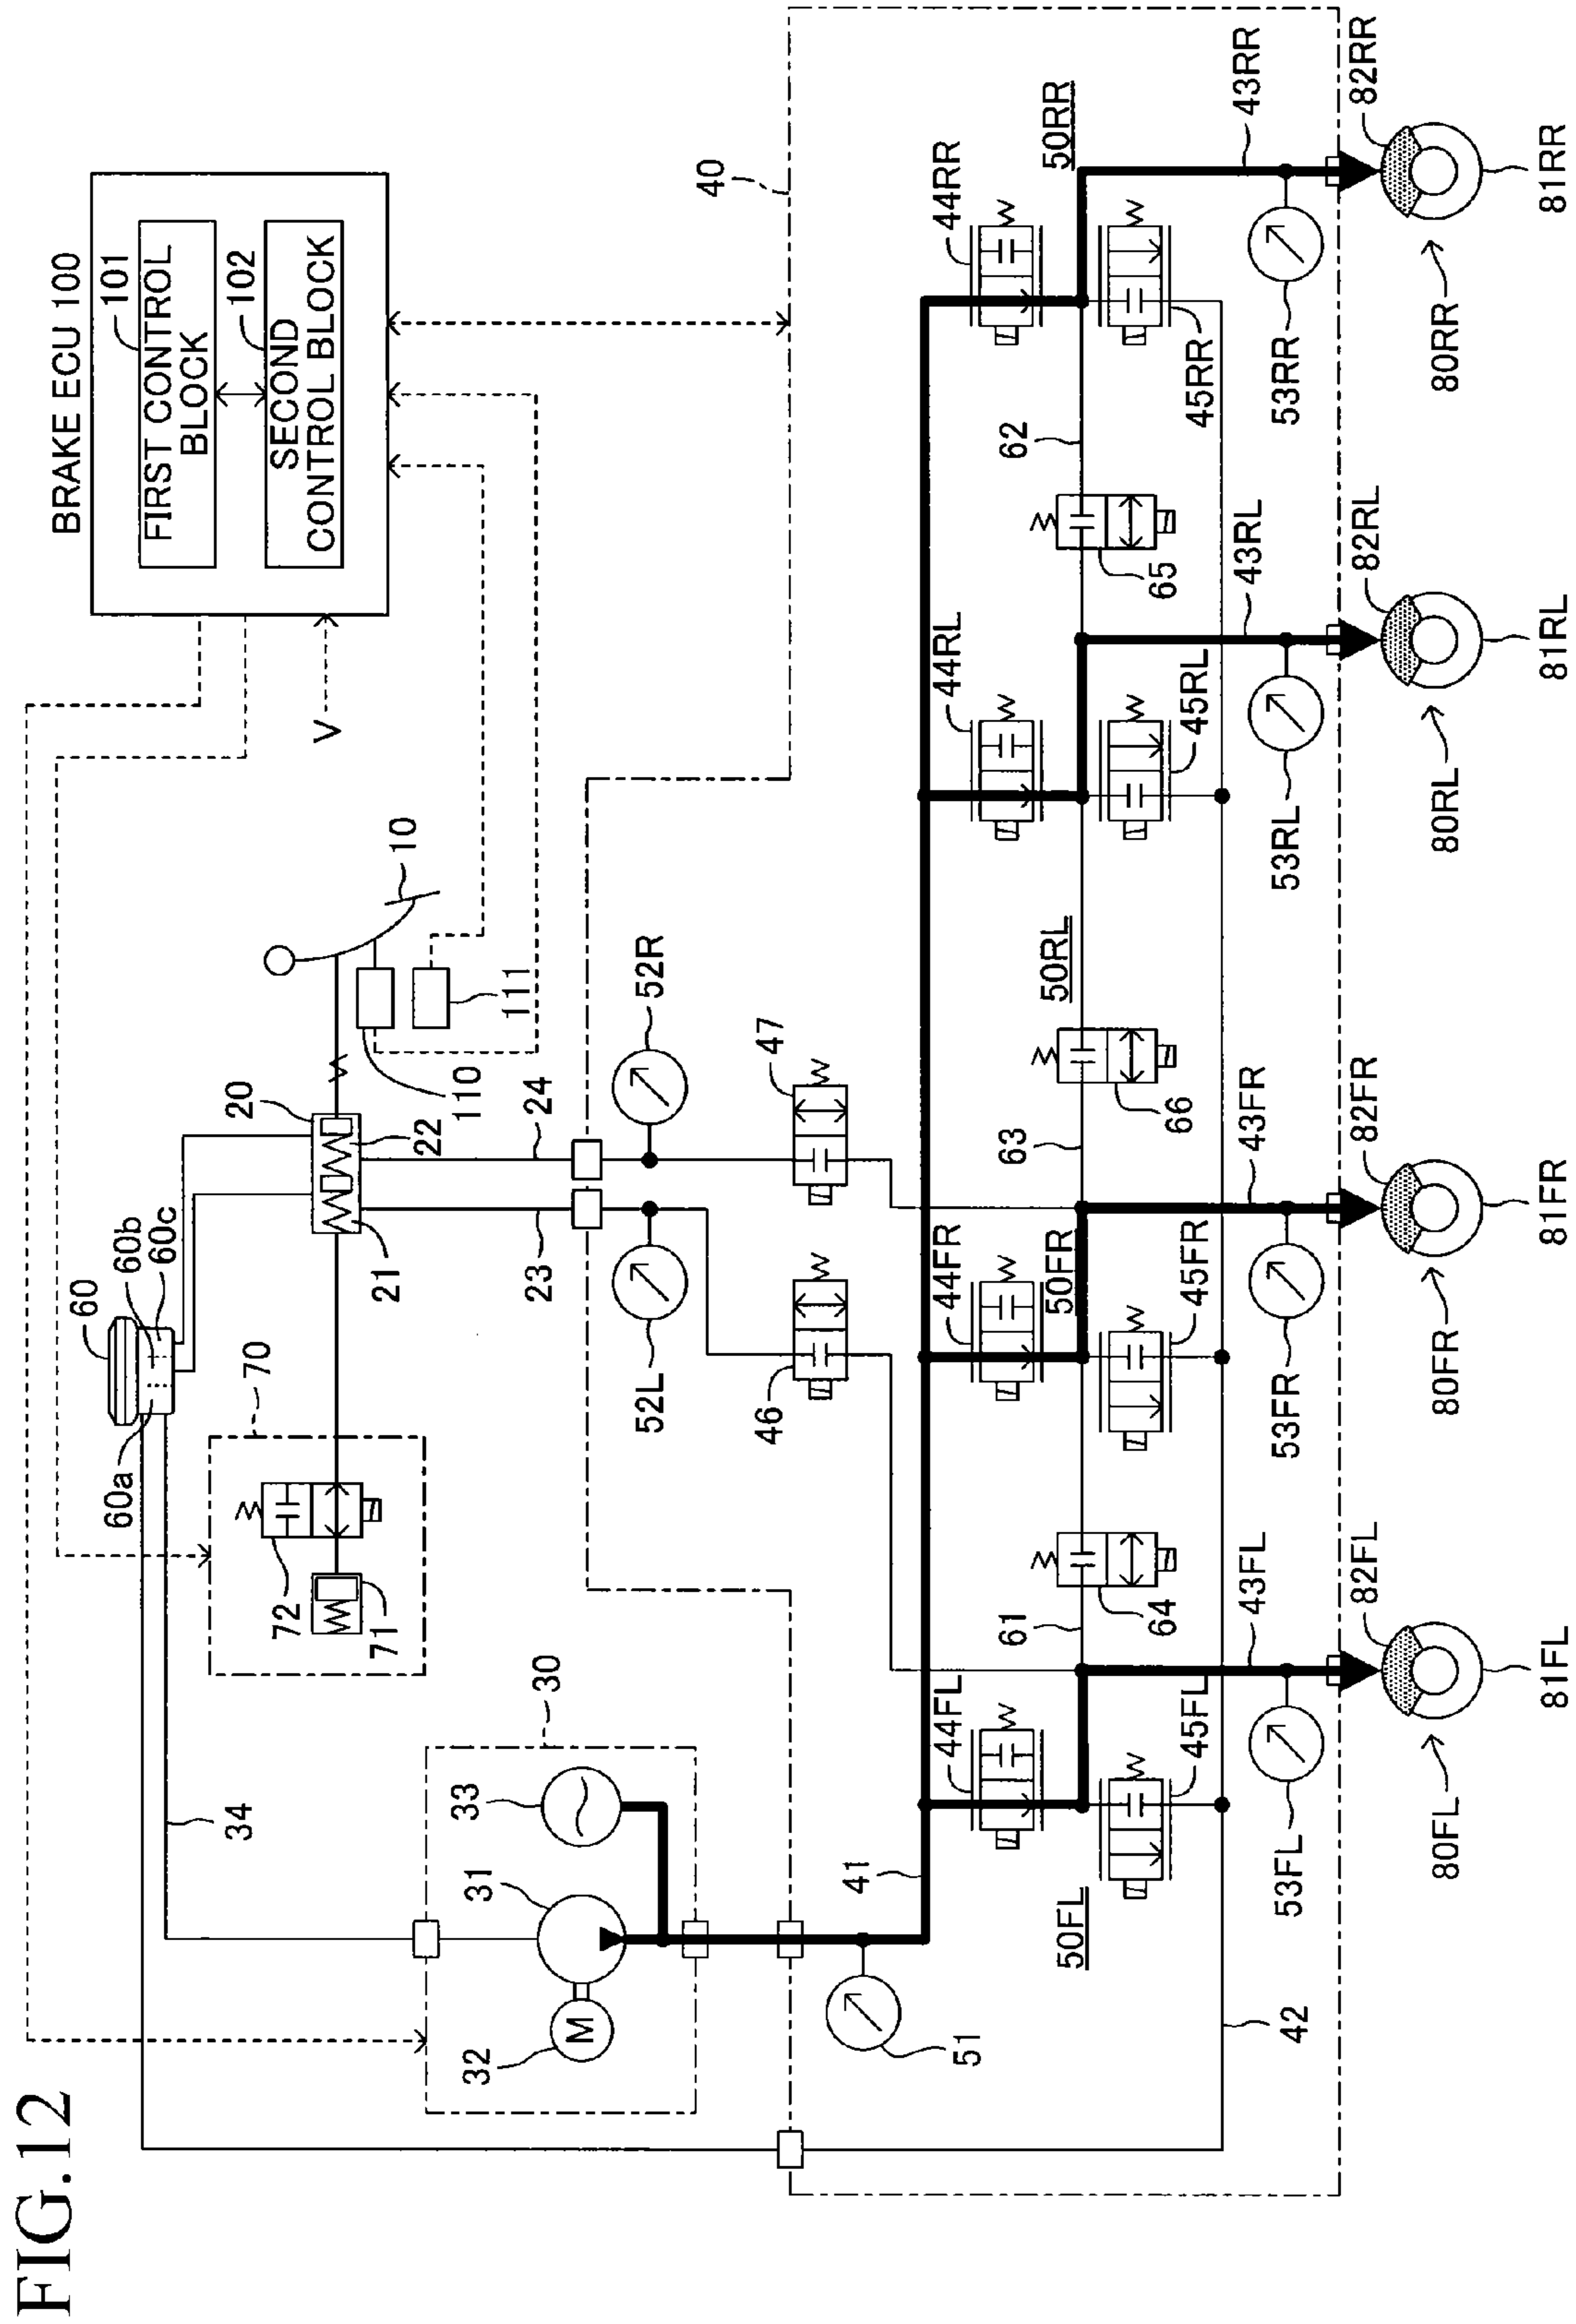 FIG.12
BRAKE ECU 100
101
FIRST CONTROL
BLOCK
102
SECOND
CONTROL BLOCK
V
10
110
111
20
22
21
24
23
60
60b
60c
60a
70
72
71
34
30
33
31
32
M
40
52R
52L
47
46
51
41
42
44FL
44FR
44RL
44RR
50FL
50FR
50RL
50RR
45FL
45FR
45RL
45RR
61
64
63
66
62
65
43FL
43FR
43RL
43RR
53FL
53FR
53RL
53RR
82FL
82FR
82RL
82RR
80FL
80FR
80RL
80RR
81FL
81FR
81RL
81RR